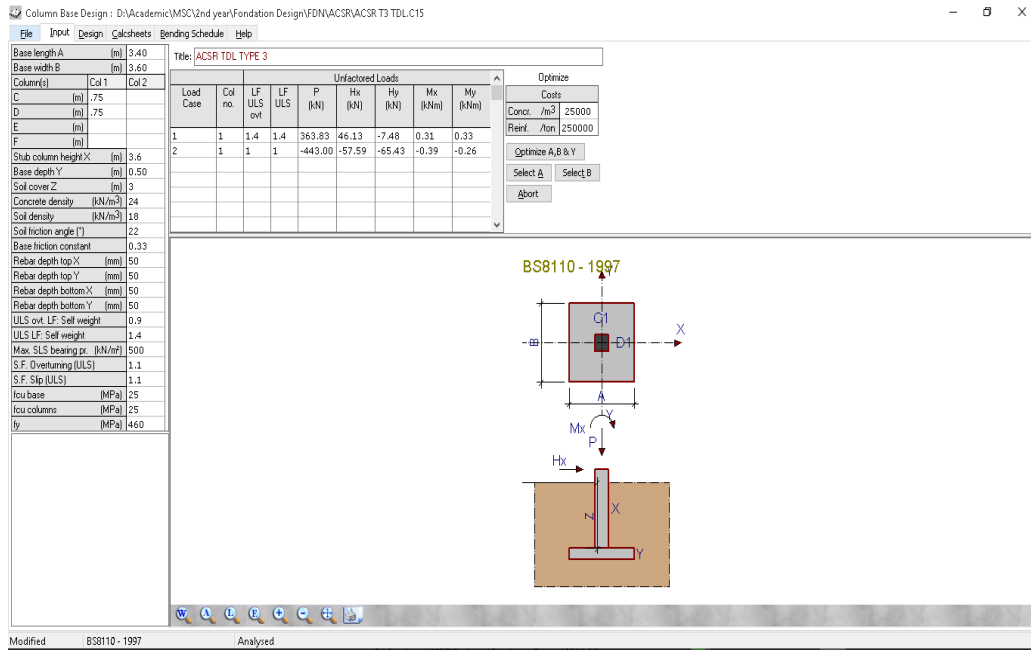 Column Base Design : D:\Academic\MSC\2nd year\Fondation Design\FDN\ACSR\ACSR T3 TDL.C15
File Input Design Calcsheets Bending Schedule Help
Base length A (m) 3.40
Base width B (m) 3.60
Column(s) Col 1 Col 2
C (m) .75
D (m) .75
E (m)
F (m)
Stub column height X (m) 3.6
Base depth Y (m) 0.50
Soil cover Z (m) 3
Concrete density (kN/m3) 24
Soil density (kN/m3) 18
Soil friction angle (°) 22
Base friction constant 0.33
Rebar depth top X (mm) 50
Rebar depth top Y (mm) 50
Rebar depth bottom X (mm) 50
Rebar depth bottom Y (mm) 50
ULS ovt. LF: Self weight 0.9
ULS LF: Self weight 1.4
Max. SLS bearing pr. (kN/m²) 500
S.F. Overturning (ULS) 1.1
S.F. Slip (ULS) 1.1
fcu base (MPa) 25
fcu columns (MPa) 25
fy (MPa) 460
Title: ACSR TDL TYPE 3
Unfactored Loads
Load Case Col no. LF ULS ovt LF ULS P (kN) Hx (kN) Hy (kN) Mx (kNm) My (kNm)
1 1 1.4 1.4 363.83 46.13 -7.48 0.31 0.33
2 1 1 1 -443.00 -57.59 -65.43 -0.39 -0.26
Optimize
Costs
Concr. /m3 25000
Reinf. /ton 250000
Optimize A,B & Y
Select A Select B
Abort
BS8110 - 1997
Y
C1
X
B
D1
A
Y
Mx
P
Hx
Z
X
Y
W A L E
Modified BS8110 - 1997 Analysed